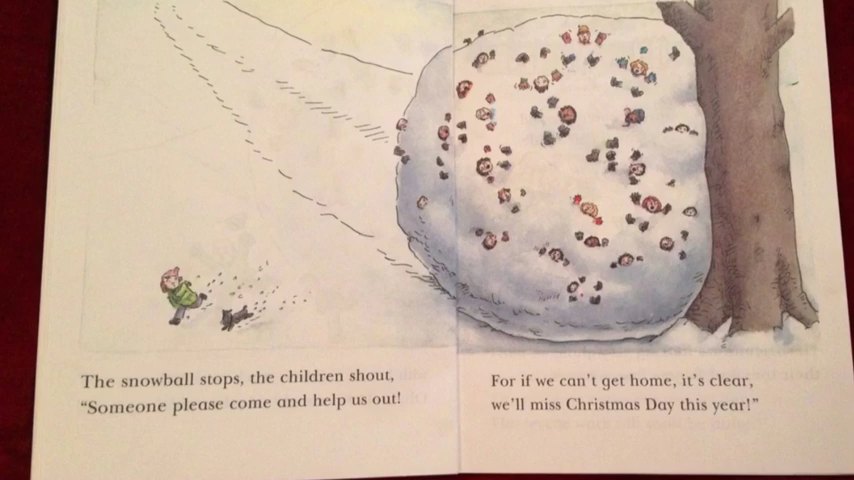 The snowball stops, the children shout,
“Someone please come and help us out!
For if we can't get home, it's clear,
we'll miss Christmas Day this year!”